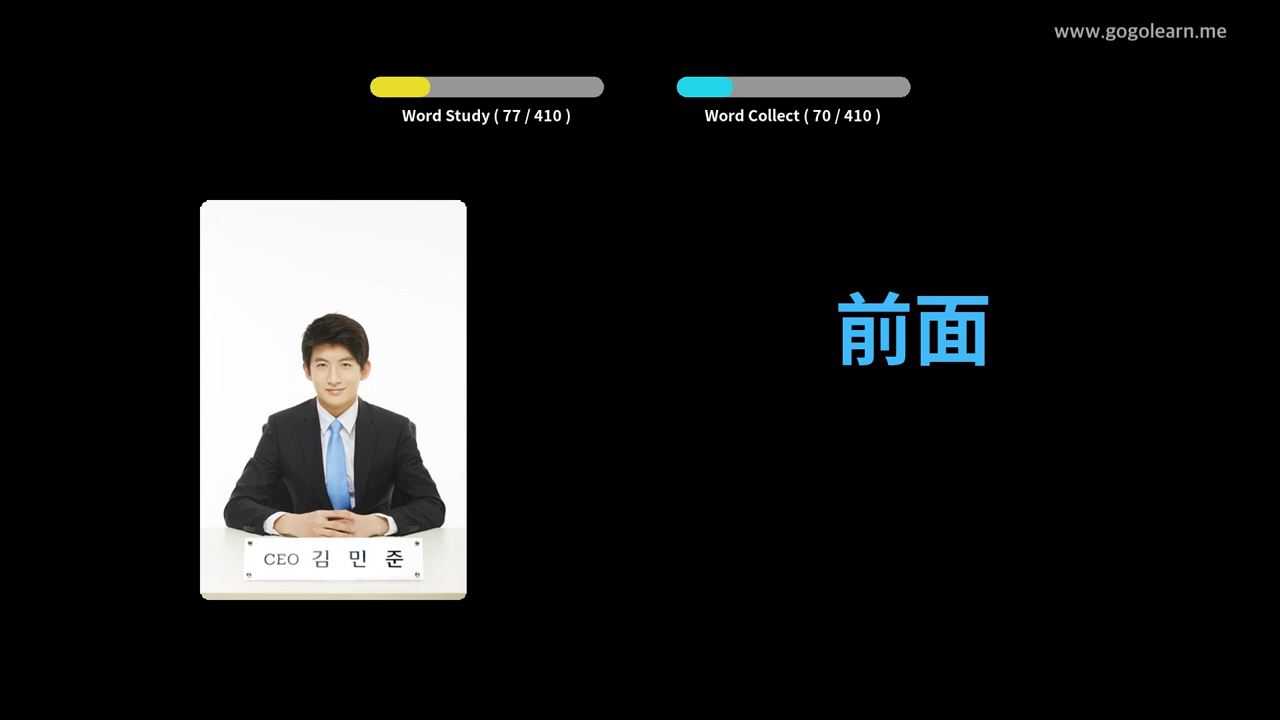 www.gogolearn.me
Word Study ( 77 / 410 )
Word Collect ( 70 / 410 )
前面
CEO 김 민 준